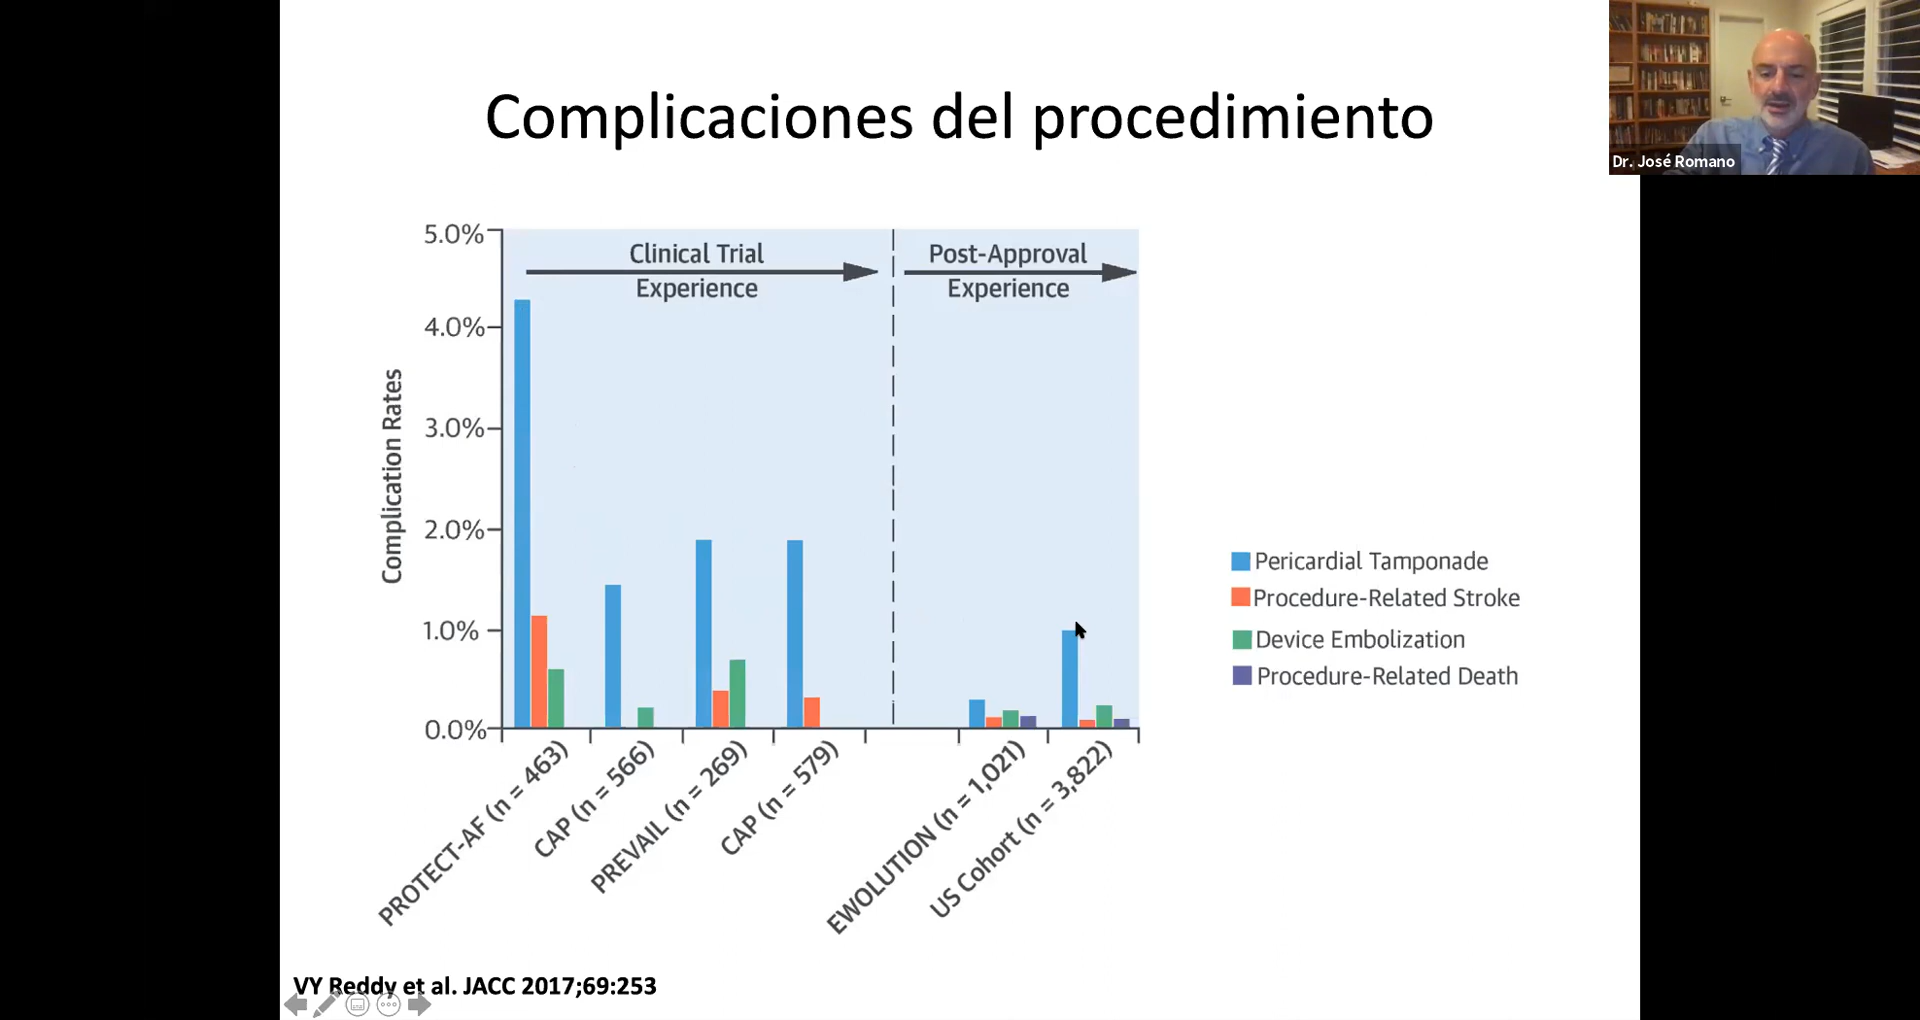 Complicaciones del procedimiento
Dr. José Romano
5.0%
4.0%
3.0%
2.0%
1.0%
0.0%
Complication Rates
Clinical Trial
Experience
Post-Approval
Experience
PROTECT-AF (n = 463)
CAP (n = 566)
PREVAIL (n = 269)
CAP (n = 579)
EWOLUTION (n = 1,021)
US Cohort (n = 3,822)
Pericardial Tamponade
Procedure-Related Stroke
Device Embolization
Procedure-Related Death
VY Reddy et al. JACC 2017;69:253